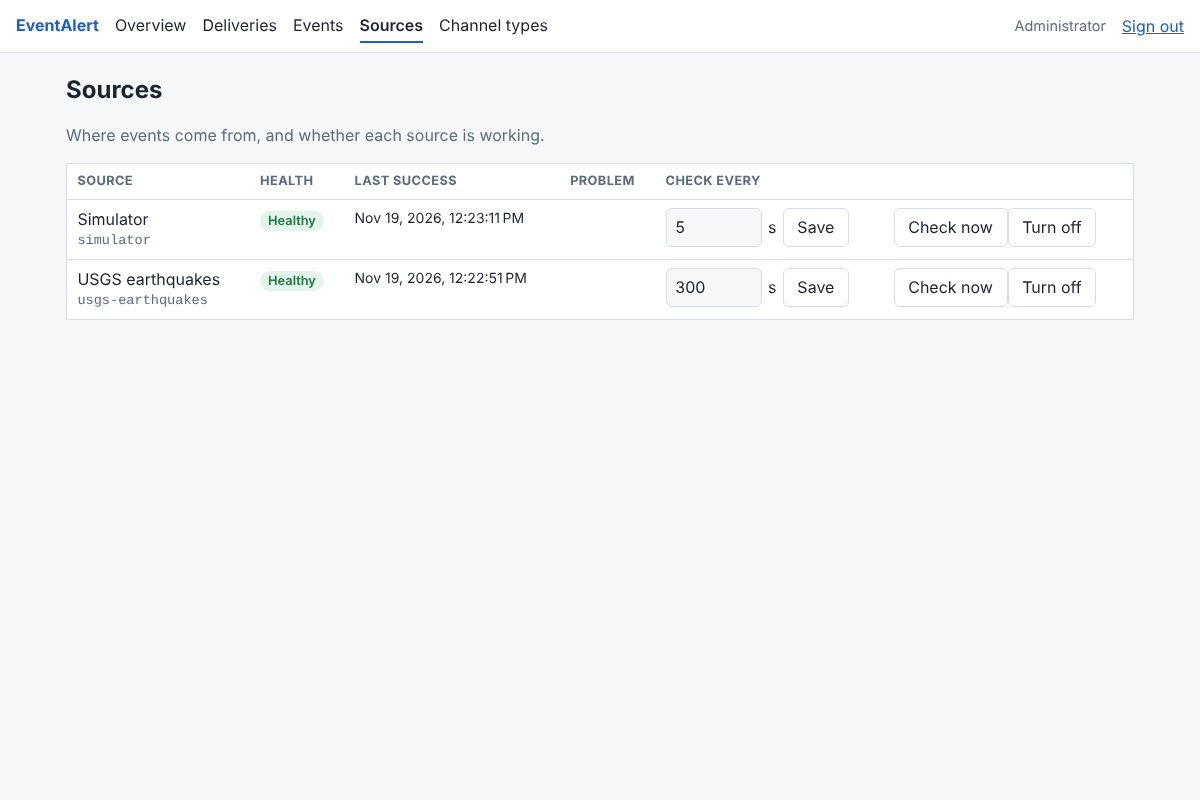 EventAlert Overview Deliveries Events Sources Channel types Administrator Sign out
Sources
Where events come from, and whether each source is working.
SOURCE HEALTH LAST SUCCESS PROBLEM CHECK EVERY
Simulator Healthy Nov 19, 2026, 12:23:11 PM 5 s Save Check now Turn off
simulator
USGS earthquakes Healthy Nov 19, 2026, 12:22:51 PM 300 s Save Check now Turn off
usgs-earthquakes